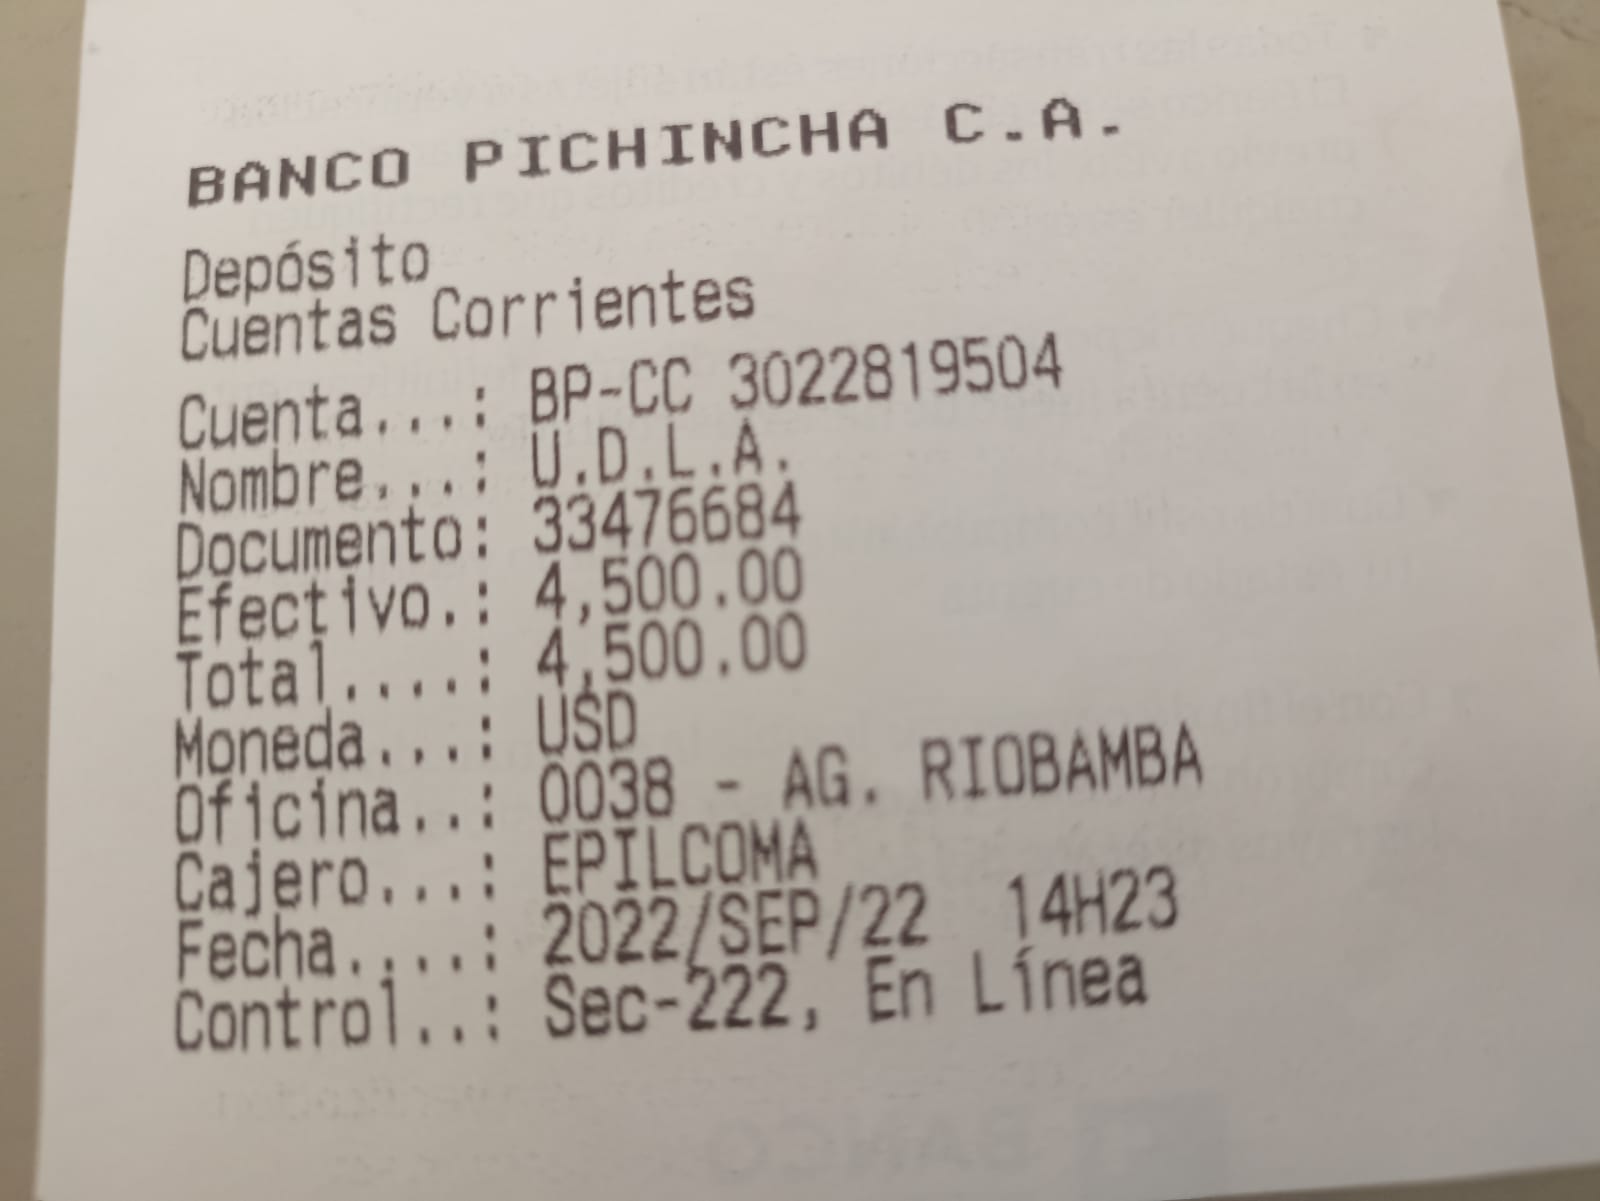 BANCO PICHINCHA C.A.
Depósito
Cuentas Corrientes
Cuenta...: BP-CC 3022819504
Nombre...: U.D.L.A.
Documento: 33476684
Efectivo.: 4,500.00
Total....: 4,500.00
Moneda...: USD
Oficina..: 0038 - AG. RIOBAMBA
Cajero...: EPILCOMA
Fecha....: 2022/SEP/22 14H23
Control..: Sec-222, En Línea